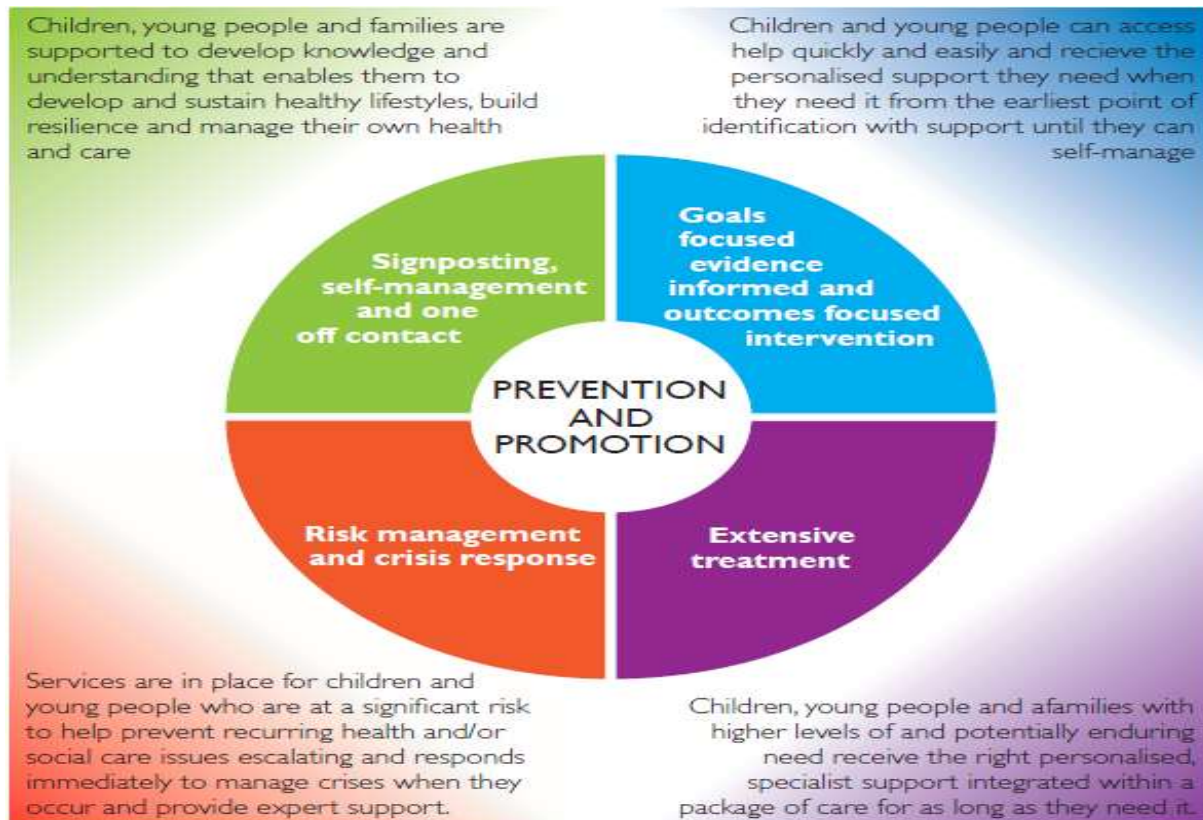 Children, young people and families are
supported to develop knowledge and
understanding that enables them to
develop and sustain healthy lifestyles, build
resilience and manage their own health
and care
Children and young people can access
help quickly and easily and recieve the
personalised support they need when
they need it from the earliest point of
identification with support until they can
self-manage
Signposting,
self-management
and one
off contact
Goals
focused
evidence
informed and
outcomes focused
intervention
PREVENTION
AND
PROMOTION
Risk management
and crisis response
Extensive
treatment
Services are in place for children and
young people who are at a significant risk
to help prevent recurring health and/or
social care issues escalating and responds
immediately to manage crises when they
occur and provide expert support.
Children, young people and afamilies with
higher levels of and potentially enduring
need receive the right personalised,
specialist support integrated within a
package of care for as long as they need it.